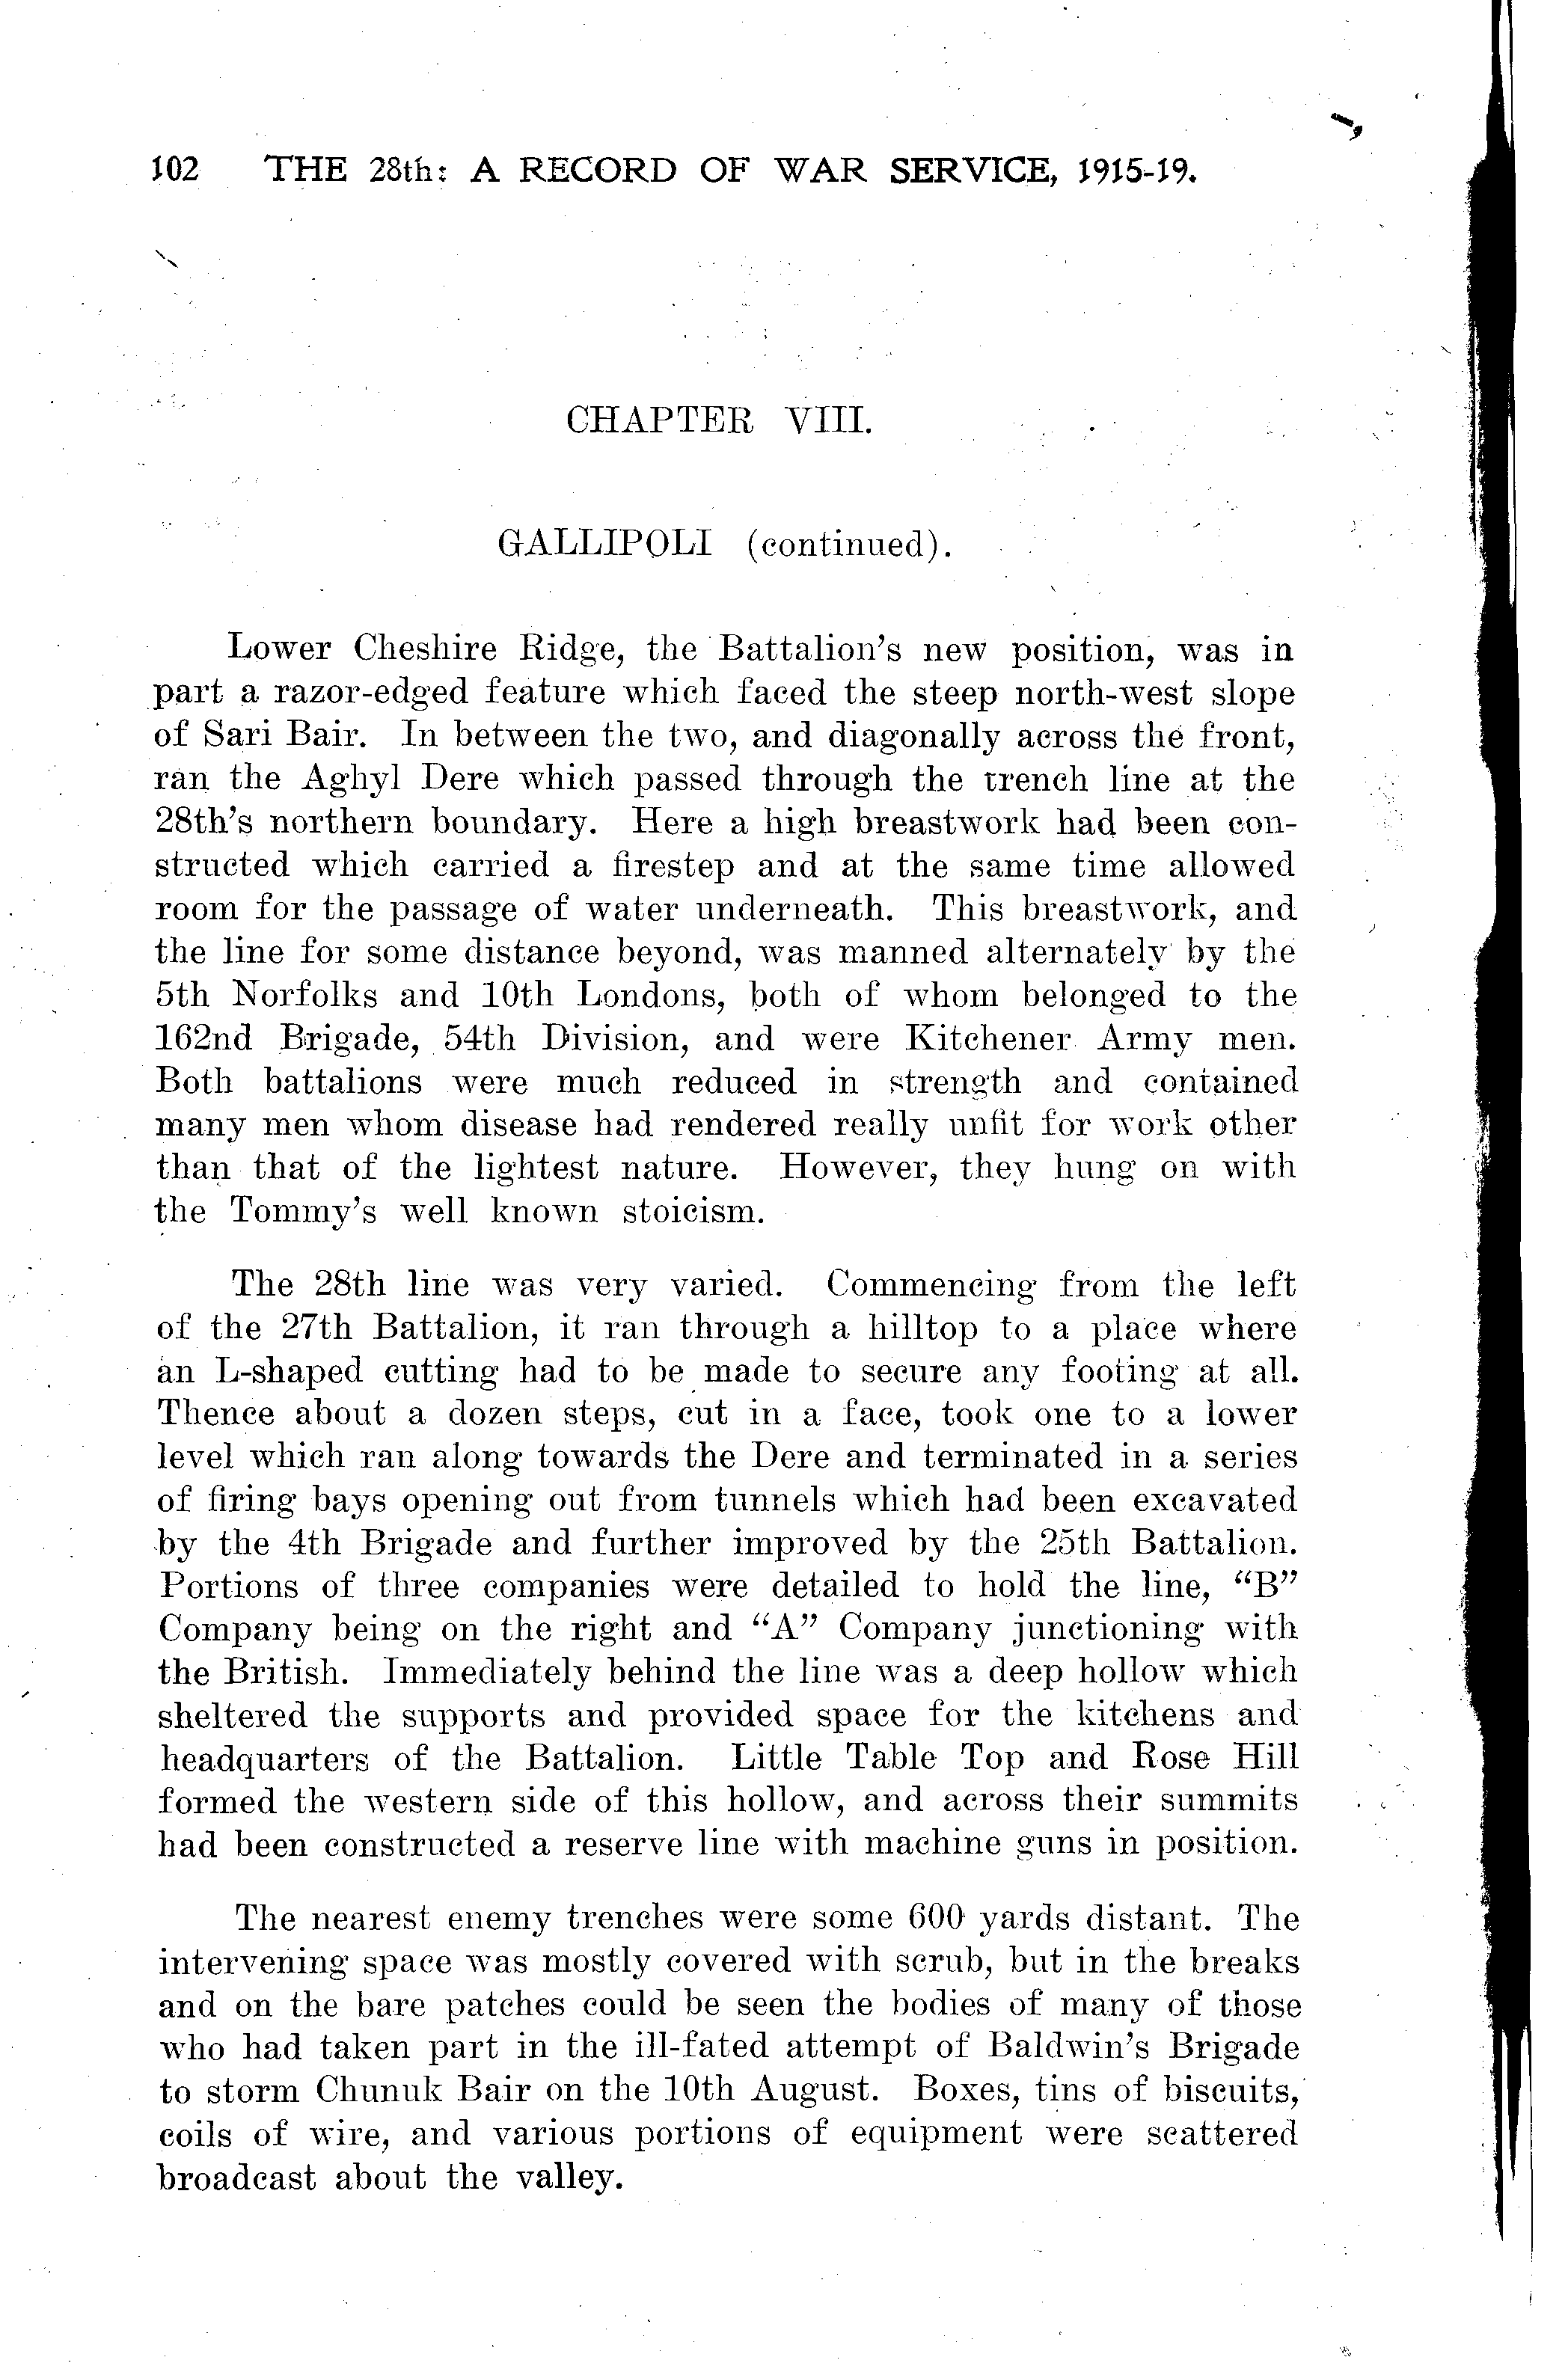 102 THE 28th: A RECORD OF WAR SERVICE, 1915-19.
CHAPTER VIII.
GALLIPOLI (continued).
Lower Cheshire Ridge, the Battalion's new position, was in
part a razor-edged feature which faced the steep north-west slope
of Sari Bair. In between the two, and diagonally across the front,
ran the Aghyl Dere which passed through the trench line at the
28th's northern boundary. Here a high breastwork had been con-
structed which carried a firestep and at the same time allowed
room for the passage of water underneath. This breastwork, and
the line for some distance beyond, was manned alternately by the
5th Norfolks and 10th Londons, both of whom belonged to the
162nd Brigade, 54th Division, and were Kitchener Army men.
Both battalions were much reduced in strength and contained
many men whom disease had rendered really unfit for work other
than that of the lightest nature. However, they hung on with
the Tommy's well known stoicism.
The 28th line was very varied. Commencing from the left
of the 27th Battalion, it ran through a hilltop to a place where
an L-shaped cutting had to be made to secure any footing at all.
Thence about a dozen steps, cut in a face, took one to a lower
level which ran along towards the Dere and terminated in a series
of firing bays opening out from tunnels which had been excavated
by the 4th Brigade and further improved by the 25th Battalion.
Portions of three companies were detailed to hold the line, "B"
Company being on the right and "A" Company junctioning with
the British. Immediately behind the line was a deep hollow which
sheltered the supports and provided space for the kitchens and
headquarters of the Battalion. Little Table Top and Rose Hill
formed the western side of this hollow, and across their summits
had been constructed a reserve line with machine guns in position.
The nearest enemy trenches were some 600 yards distant. The
intervening space was mostly covered with scrub, but in the breaks
and on the bare patches could be seen the bodies of many of those
who had taken part in the ill-fated attempt of Baldwin's Brigade
to storm Chunuk Bair on the 10th August. Boxes, tins of biscuits,
coils of wire, and various portions of equipment were scattered
broadcast about the valley.